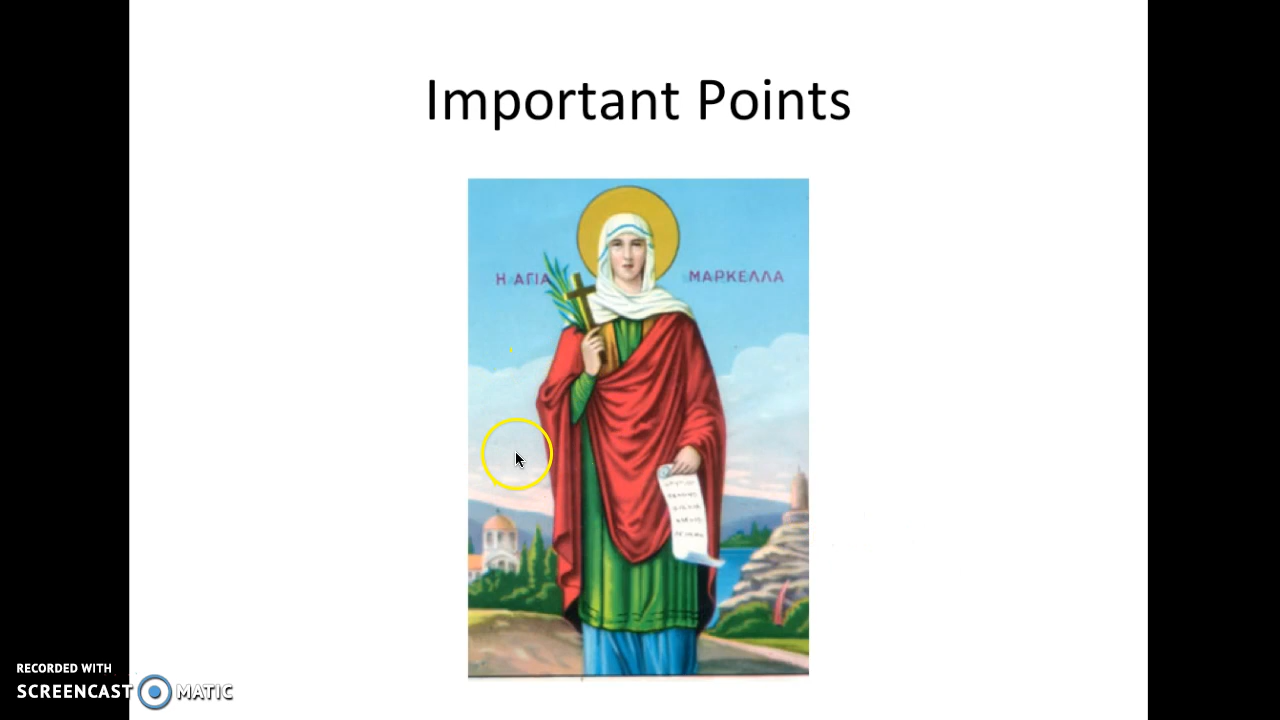 Important Points
Η ΑΓΙΑ ΜΑΡΚΕΛΛΑ
RECORDED WITH
SCREENCAST MATIC